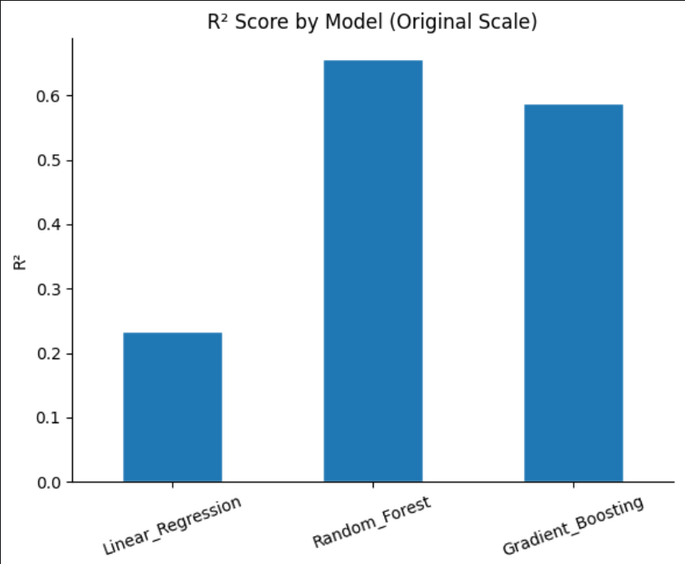 R² Score by Model (Original Scale)
R²
0.6
0.5
0.4
0.3
0.2
0.1
0.0
Linear_Regression
Random_Forest
Gradient_Boosting